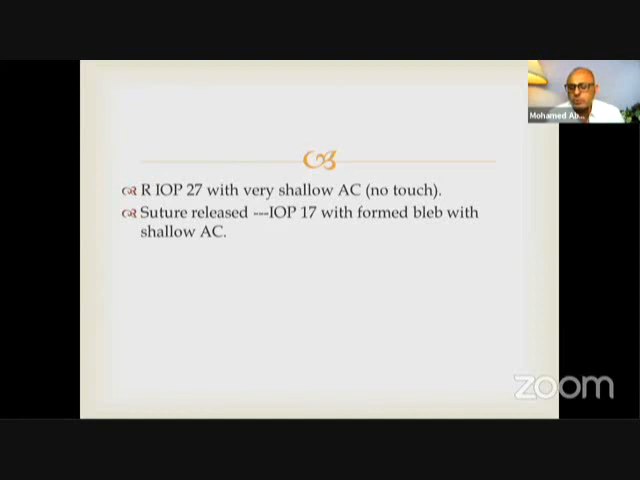 Mohamed Ab...
R IOP 27 with very shallow AC (no touch).
Suture released ---IOP 17 with formed bleb with
shallow AC.
zoom